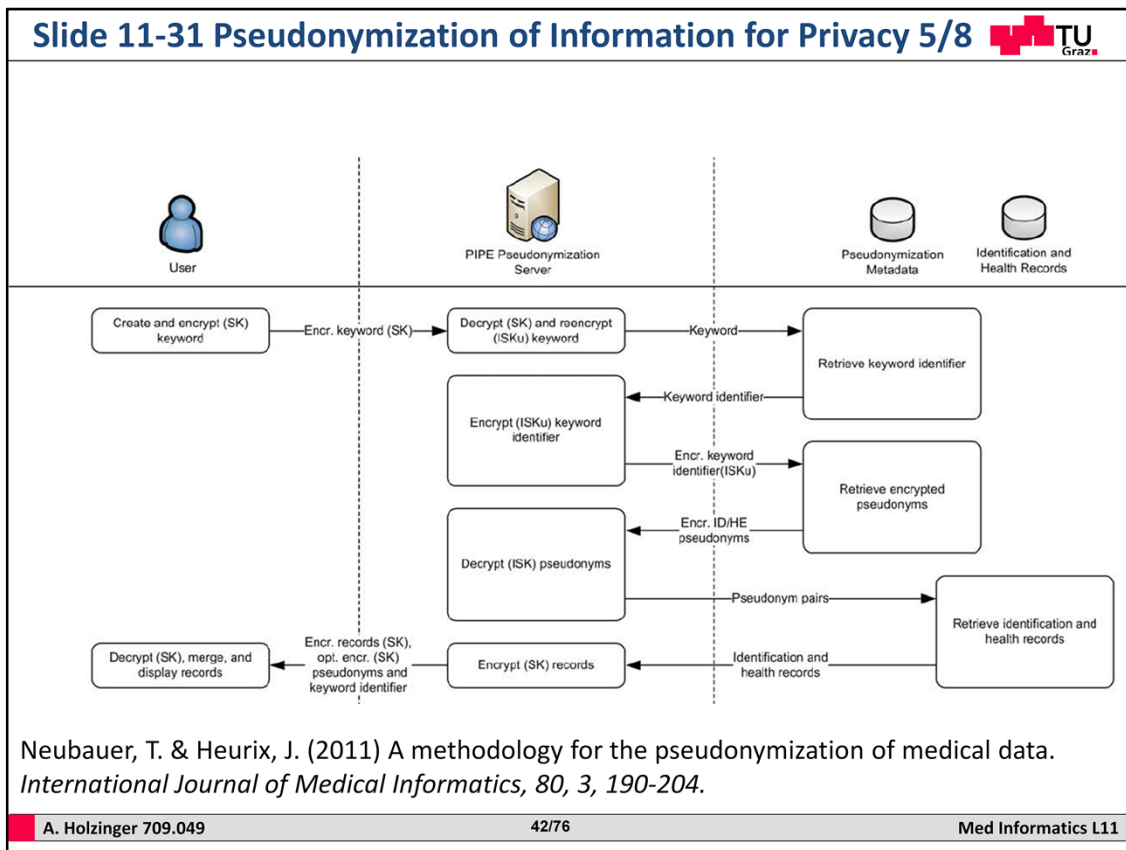 Slide 11-31 Pseudonymization of Information for Privacy 5/8
TU
Graz
User
PIPE Pseudonymization
Server
Pseudonymization
Metadata
Identification and
Health Records
Create and encrypt (SK)
keyword
Encr. keyword (SK)
Decrypt (SK) and reencrypt
(ISKu) keyword
Keyword
Retrieve keyword identifier
Keyword identifier
Encrypt (ISKu) keyword
identifier
Encr. keyword
identifier(ISKu)
Retrieve encrypted
pseudonyms
Encr. ID/HE
pseudonyms
Decrypt (ISK) pseudonyms
Pseudonym pairs
Retrieve identification and
health records
Identification and
health records
Encrypt (SK) records
Encr. records (SK),
opt. encr. (SK)
pseudonyms and
keyword identifier
Decrypt (SK), merge, and
display records
Neubauer, T. & Heurix, J. (2011) A methodology for the pseudonymization of medical data.
International Journal of Medical Informatics, 80, 3, 190-204.
A. Holzinger 709.049
42/76
Med Informatics L11